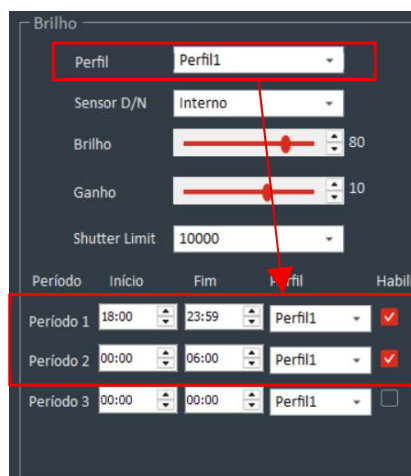 Brilho
Perfil Perfil1
Sensor D/N Interno
Brilho 80
Ganho 10
Shutter Limit 10000
Período Início Fim Perfil Habili
Período 1 18:00 23:59 Perfil1
Período 2 00:00 06:00 Perfil1
Período 3 00:00 00:00 Perfil1